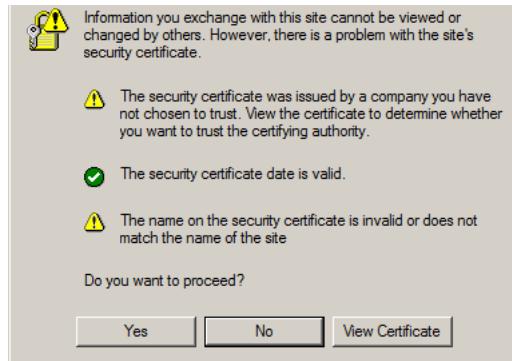 Information you exchange with this site cannot be viewed or
changed by others. However, there is a problem with the site's
security certificate.
The security certificate was issued by a company you have
not chosen to trust. View the certificate to determine whether
you want to trust the certifying authority.
The security certificate date is valid.
The name on the security certificate is invalid or does not
match the name of the site
Do you want to proceed?
Yes No View Certificate